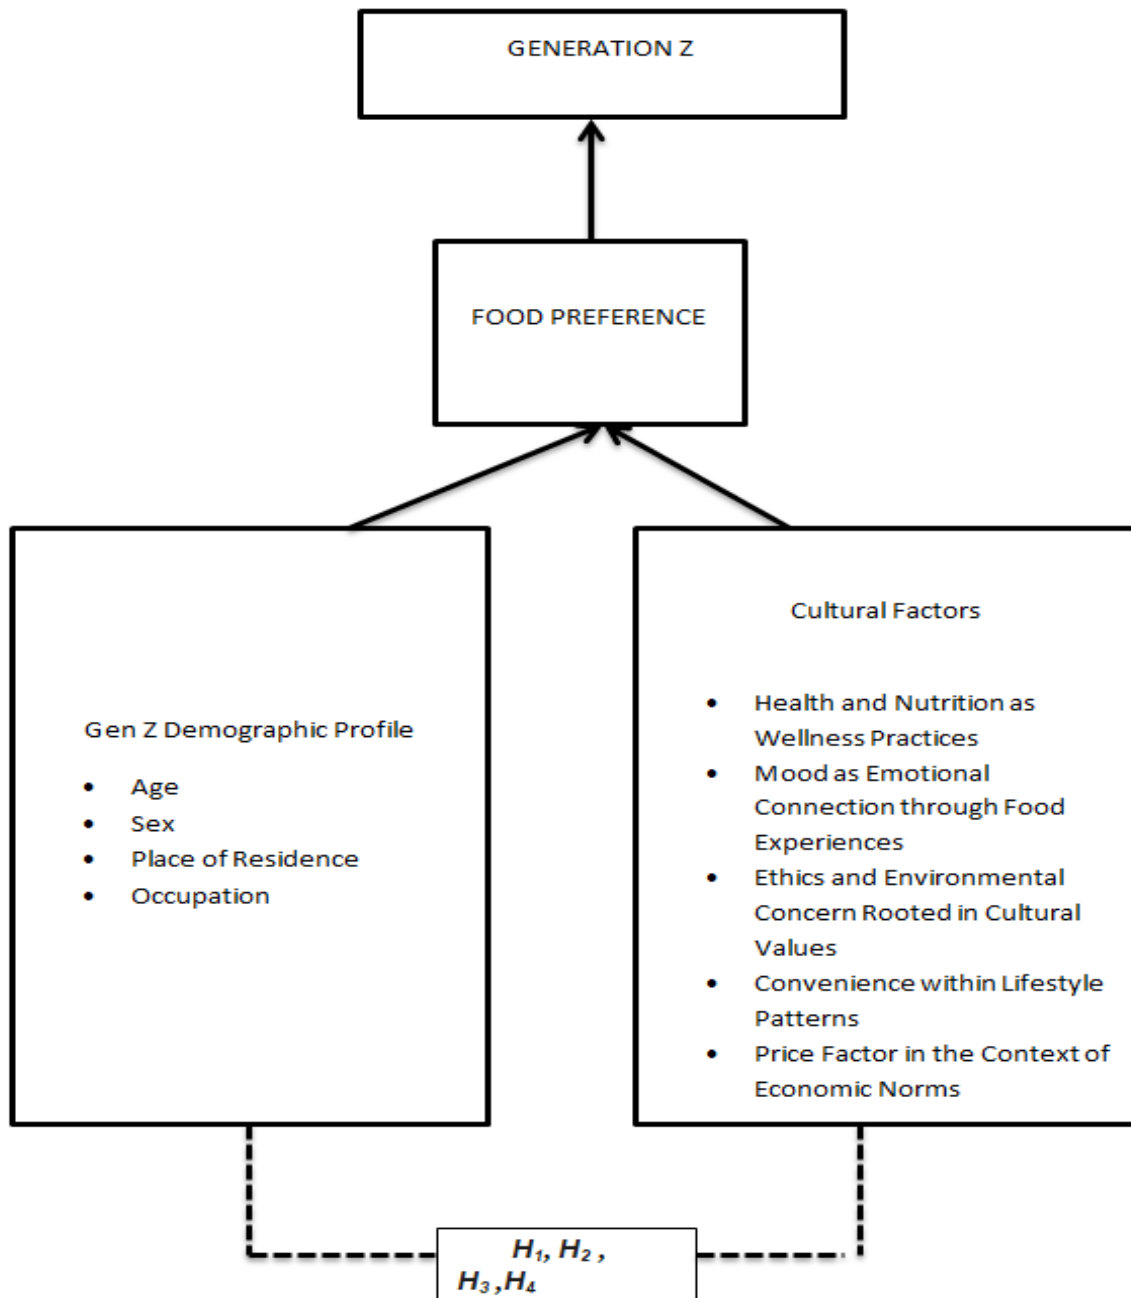 GENERATION Z
FOOD PREFERENCE
Gen Z Demographic Profile
• Age
• Sex
• Place of Residence
• Occupation
Cultural Factors
• Health and Nutrition as
Wellness Practices
• Mood as Emotional
Connection through Food
Experiences
• Ethics and Environmental
Concern Rooted in Cultural
Values
• Convenience within Lifestyle
Patterns
• Price Factor in the Context of
Economic Norms
H₁, H₂ ,
H₃ ,H₄